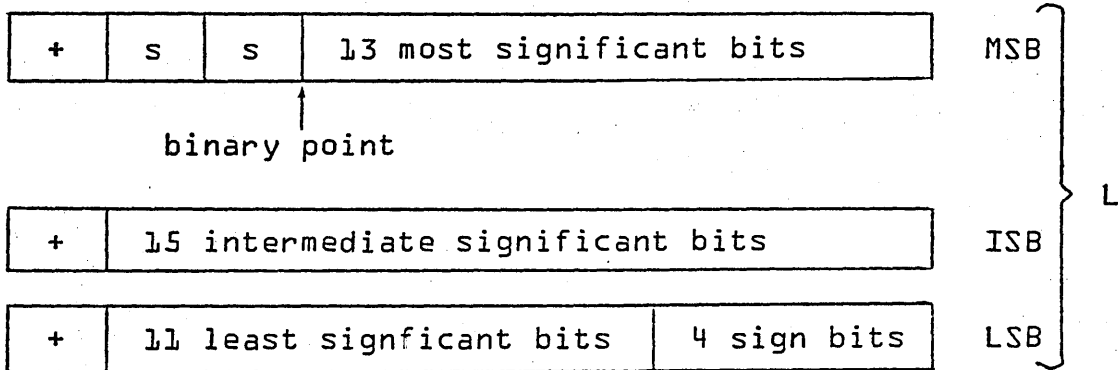 + s s 13 most significant bits MSB
binary point
L
+ 15 intermediate significant bits ISB
+ 11 least signficant bits 4 sign bits LSB